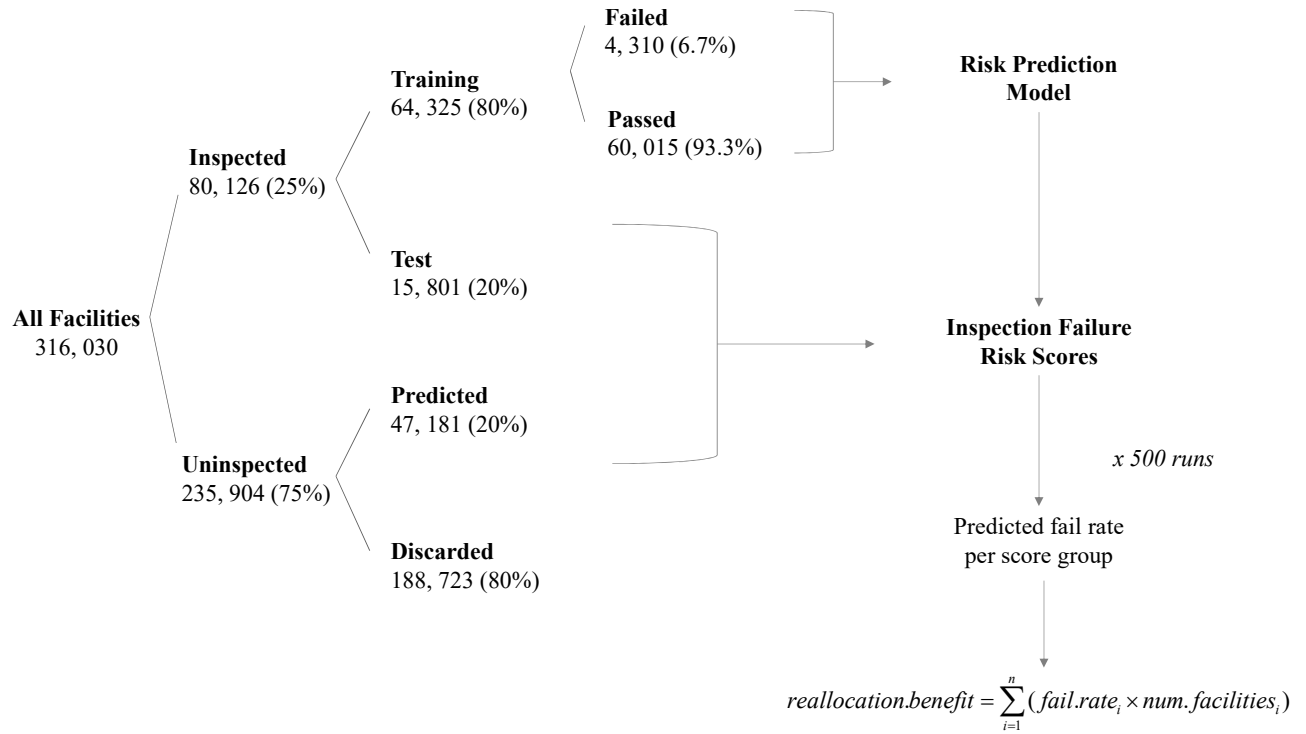 All Facilities
316, 030
Inspected
80, 126 (25%)
Uninspected
235, 904 (75%)
Training
64, 325 (80%)
Test
15, 801 (20%)
Predicted
47, 181 (20%)
Discarded
188, 723 (80%)
Failed
4, 310 (6.7%)
Passed
60, 015 (93.3%)
Risk Prediction
Model
Inspection Failure
Risk Scores
x 500 runs
Predicted fail rate
per score group
reallocation.benefit = ∑_{i=1}^{n} (fail.rate_i × num.facilities_i)